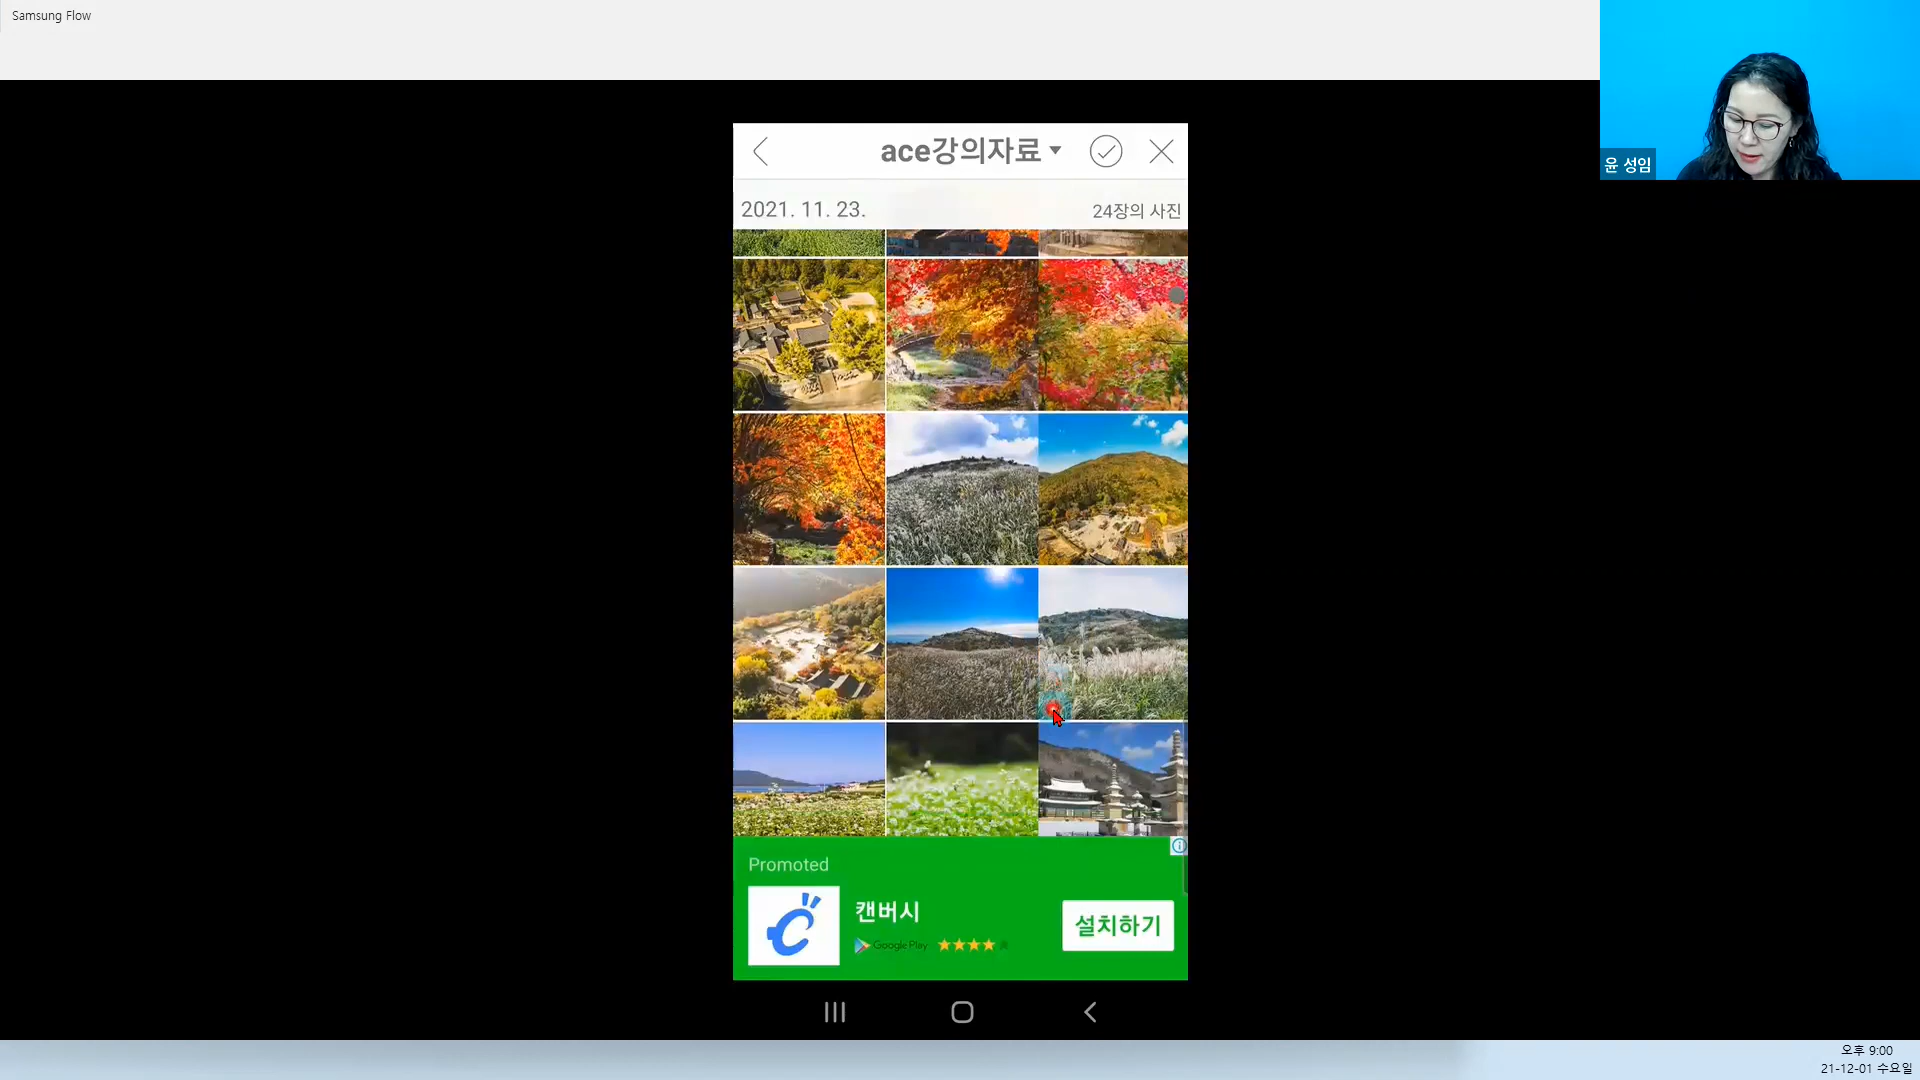 Samsung Flow
윤 성임
ace강의자료
2021. 11. 23.
24장의 사진
Promoted
캔버시
Google Play
설치하기
오후 9:00
21-12-01 수요일